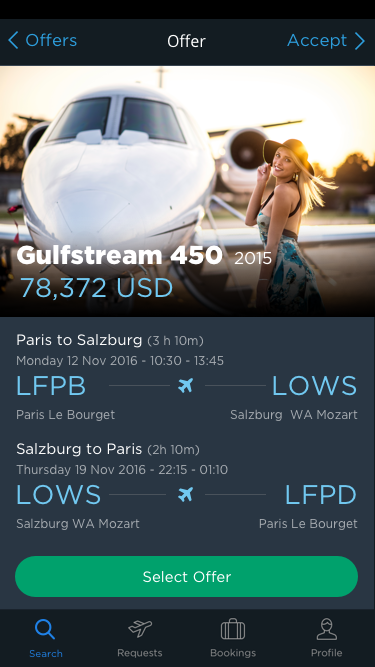 Offers Offer Accept
Gulfstream 450 2015
78,372 USD
Paris to Salzburg (3 h 10m)
Monday 12 Nov 2016 - 10:30 - 13:45
LFPB LOWS
Paris Le Bourget Salzburg WA Mozart
Salzburg to Paris (2h 10m)
Thursday 19 Nov 2016 - 22:15 - 01:10
LOWS LFPD
Salzburg WA Mozart Paris Le Bourget
Select Offer
Search Requests Bookings Profile